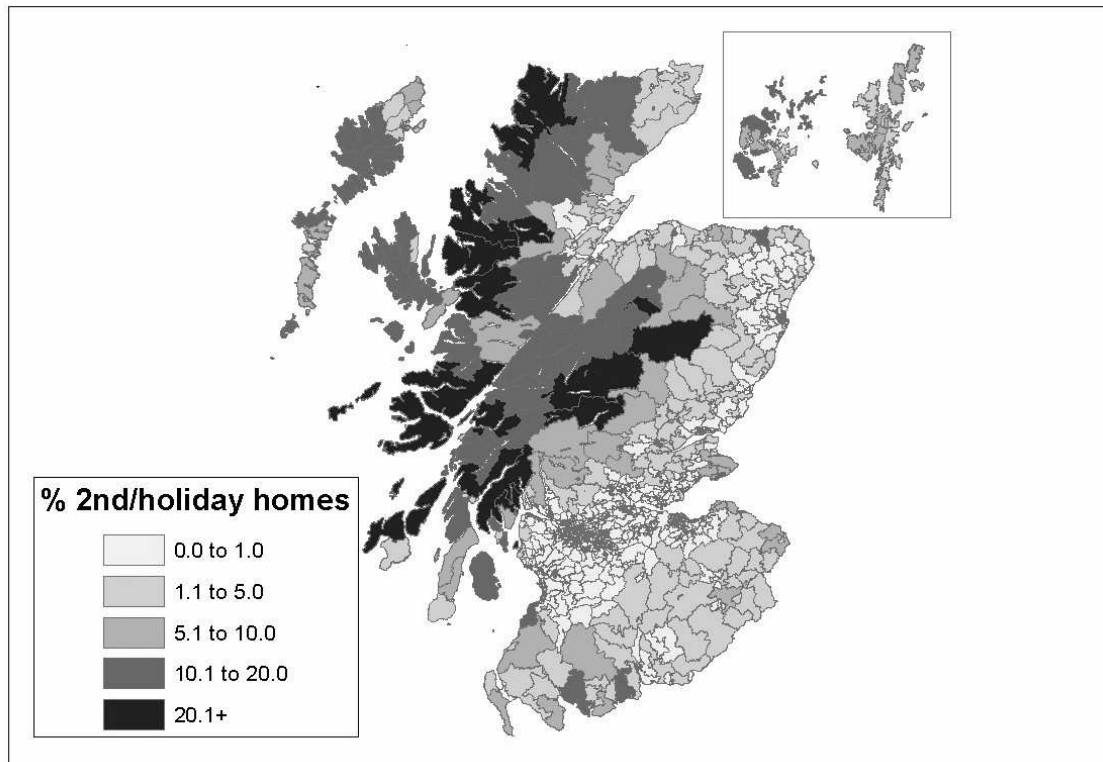 % 2nd/holiday homes
0.0 to 1.0
1.1 to 5.0
5.1 to 10.0
10.1 to 20.0
20.1+